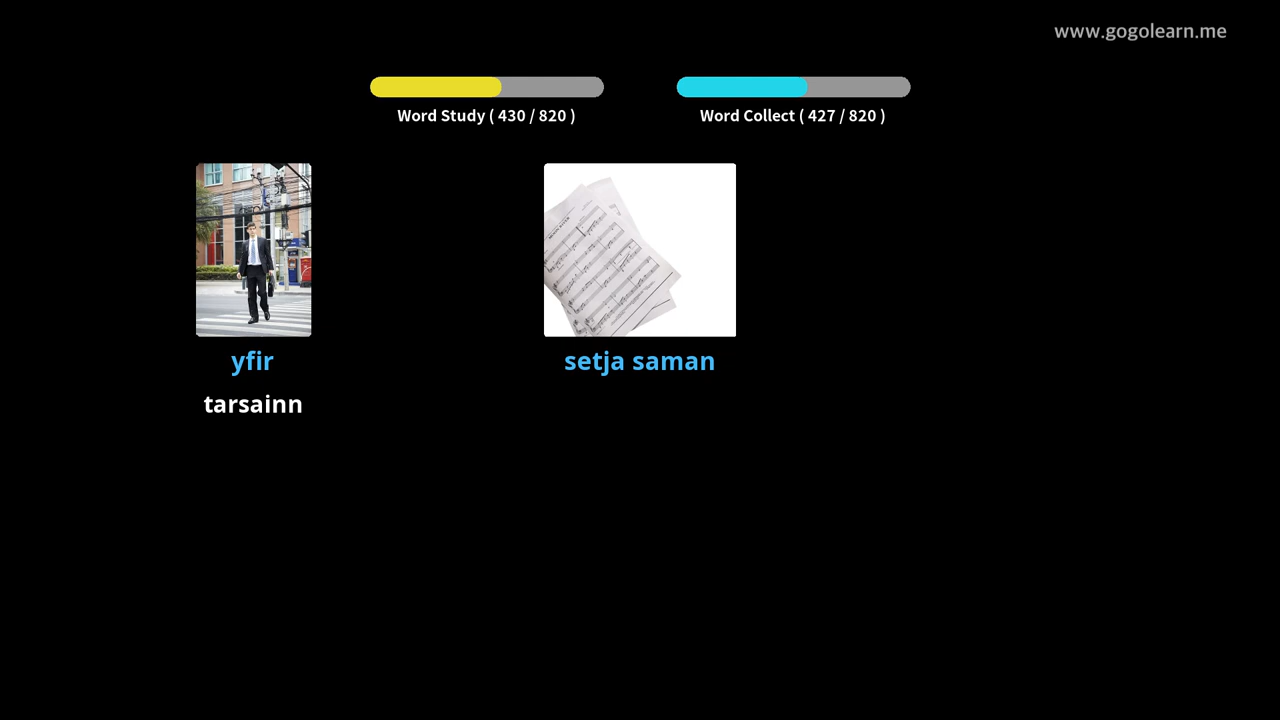 www.gogolearn.me
Word Study ( 430 / 820 )
Word Collect ( 427 / 820 )
yfir
setja saman
tarsainn